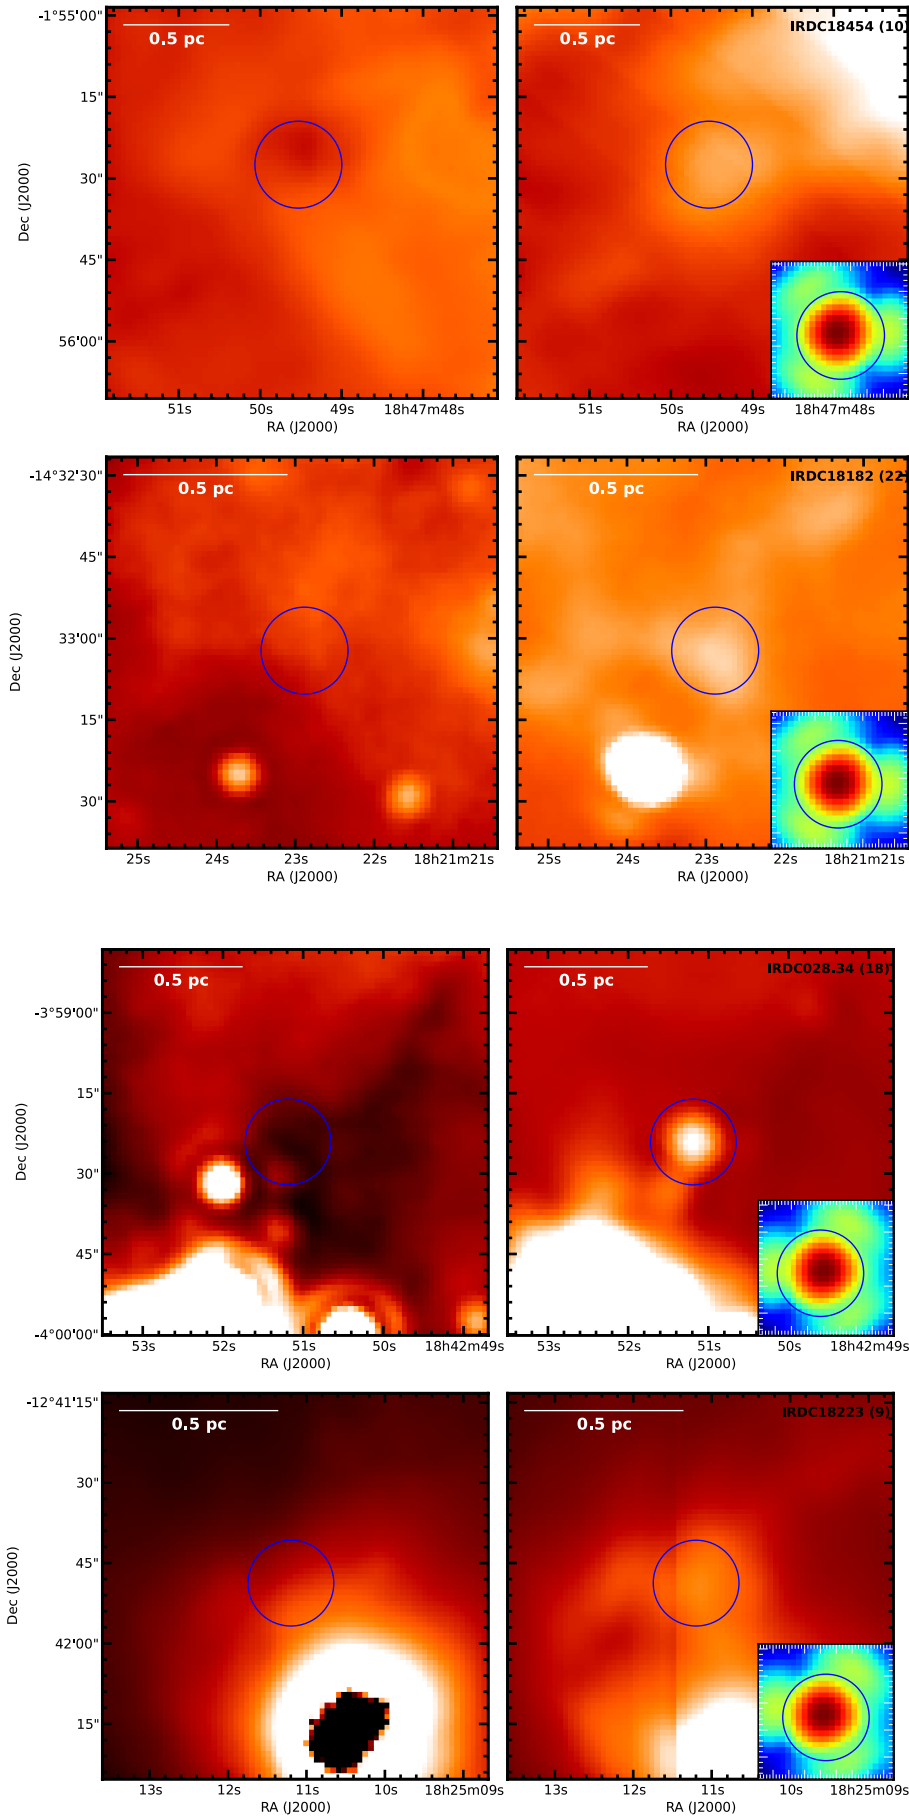 -1°55'00"
0.5 pc
0.5 pc
IRDC18454 (10)
15"
30"
45"
56'00"
Dec (J2000)
51s 50s 49s 18h47m48s
51s 50s 49s 18h47m48s
RA (J2000)
RA (J2000)
-14°32'30"
0.5 pc
0.5 pc
IRDC18182 (22)
45"
33'00"
15"
30"
Dec (J2000)
25s 24s 23s 22s 18h21m21s
25s 24s 23s 22s 18h21m21s
RA (J2000)
RA (J2000)
0.5 pc
0.5 pc
IRDC028.34 (18)
-3°59'00"
15"
30"
45"
-4°00'00"
Dec (J2000)
53s 52s 51s 50s 18h42m49s
53s 52s 51s 50s 18h42m49s
RA (J2000)
RA (J2000)
-12°41'15"
0.5 pc
0.5 pc
IRDC18223 (9)
30"
45"
42'00"
15"
Dec (J2000)
13s 12s 11s 10s 18h25m09s
13s 12s 11s 10s 18h25m09s
RA (J2000)
RA (J2000)